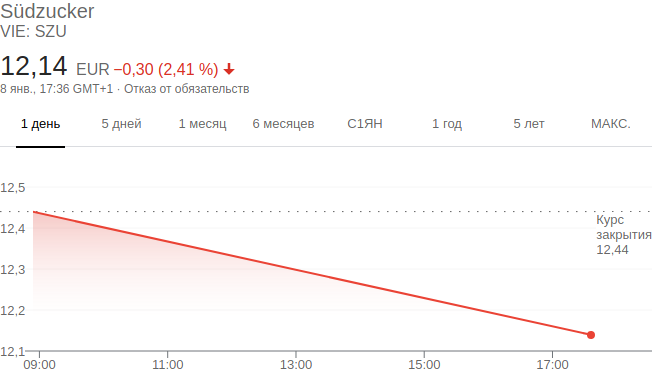 Südzucker
VIE: SZU
12,14 EUR −0,30 (2,41 %)
8 янв., 17:36 GMT+1 · Отказ от обязательств
1 день 5 дней 1 месяц 6 месяцев С1ЯН 1 год 5 лет МАКС.
12,5
12,4
12,3
12,2
12,1
Курс
закрытия
12,44
09:00 11:00 13:00 15:00 17:00